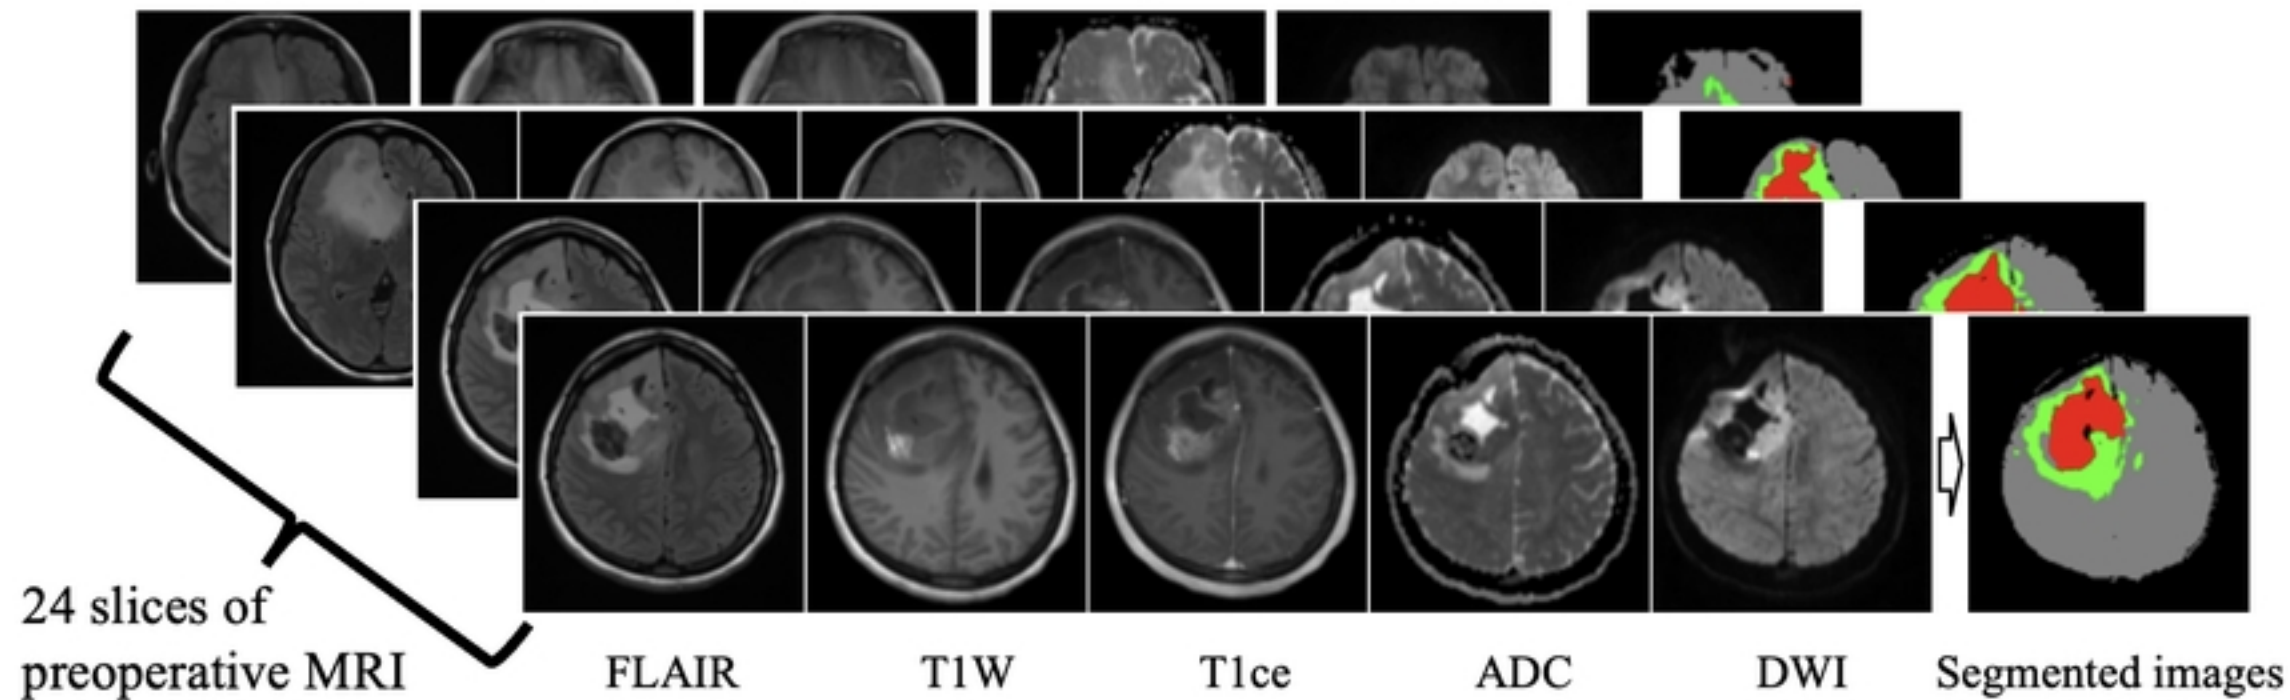 24 slices of
preoperative MRI
FLAIR
T1W
T1ce
ADC
DWI
Segmented images